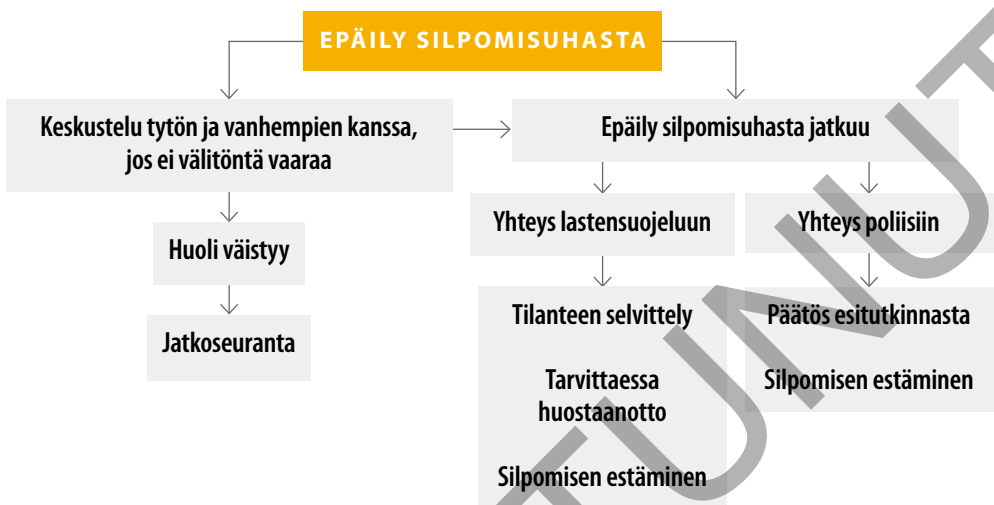 EPÄILY SILPOMISUHASTA
Keskustelu tytön ja vanhempien kanssa,
jos ei välitöntä vaaraa
Epäily silpomisuhasta jatkuu
Huoli väistyy
Jatkoseuranta
Yhteys lastensuojeluun
Tilanteen selvittely
Tarvittaessa
huostaanotto
Silpomisen estäminen
Yhteys poliisiin
Päätös esitutkinnasta
Silpomisen estäminen